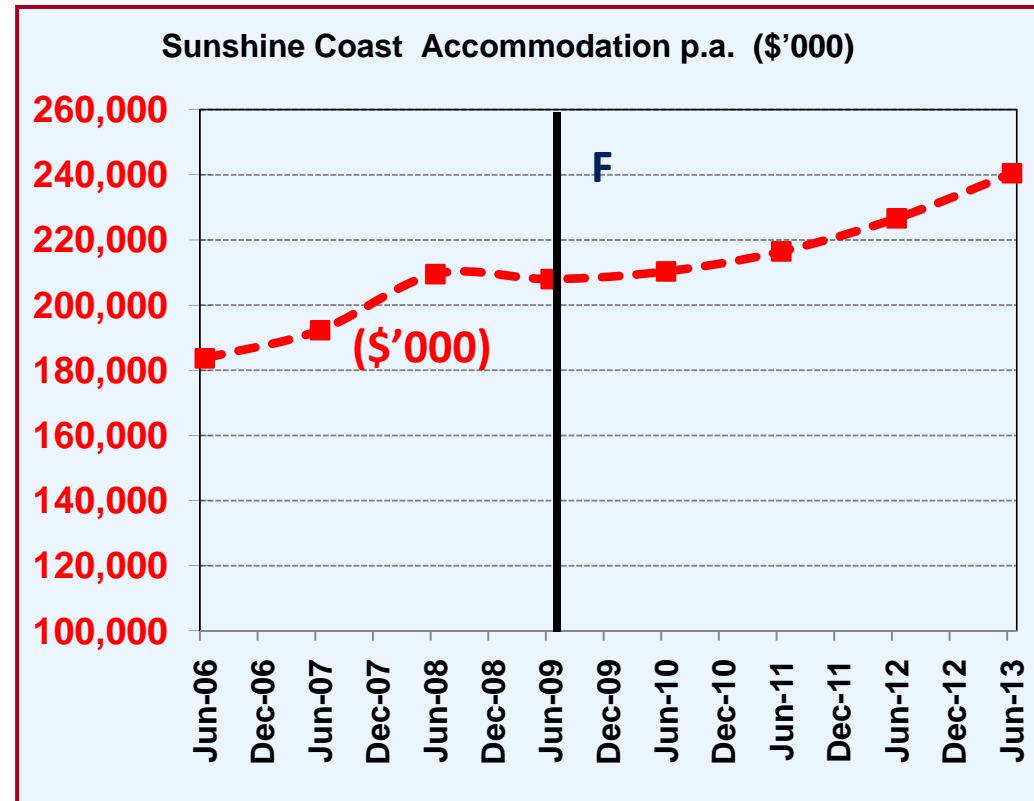 Sunshine Coast  Accommodation p.a.  ($’000)
260,000
240,000
220,000
200,000
180,000
160,000
140,000
120,000
100,000
F
($’000)
Jun-06
Dec-06
Jun-07
Dec-07
Jun-08
Dec-08
Jun-09
Dec-09
Jun-10
Dec-10
Jun-11
Dec-11
Jun-12
Dec-12
Jun-13